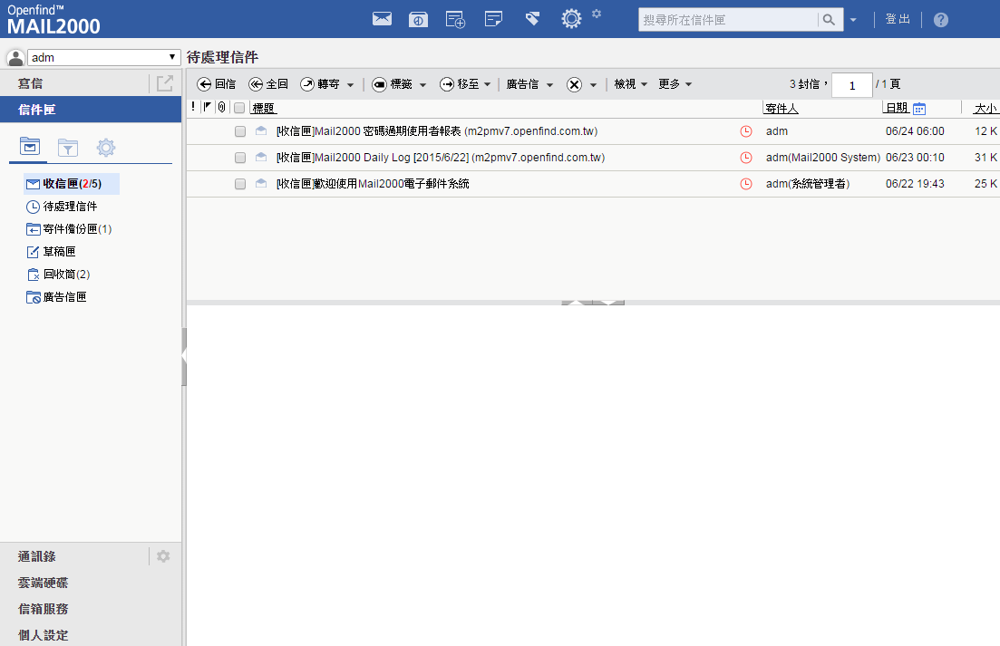 Openfind™
MAIL2000
搜尋所在信件匣
登出
adm
待處理信件
寫信
信件匣
收信匣(2/5)
待處理信件
寄件備份匣(1)
草稿匣
回收筒(2)
廣告信匣
通訊錄
雲端硬碟
信箱服務
個人設定
回信 全回 轉寄 標籤 移至 廣告信 檢視 更多 3 封信， 1 / 1 頁
! 標題 寄件人 日期 大小
[收信匣]Mail2000 密碼過期使用者報表 (m2pmv7.openfind.com.tw) adm 06/24 06:00 12 K
[收信匣]Mail2000 Daily Log [2015/6/22] (m2pmv7.openfind.com.tw) adm(Mail2000 System) 06/23 00:10 31 K
[收信匣]歡迎使用Mail2000電子郵件系統 adm(系統管理者) 06/22 19:43 25 K